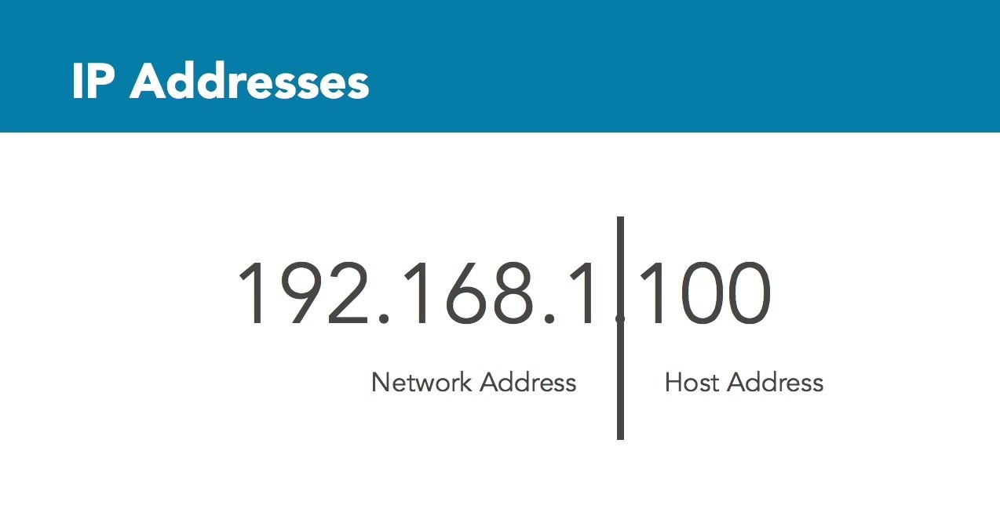 IP Addresses
192.168.1.100
Network Address
Host Address